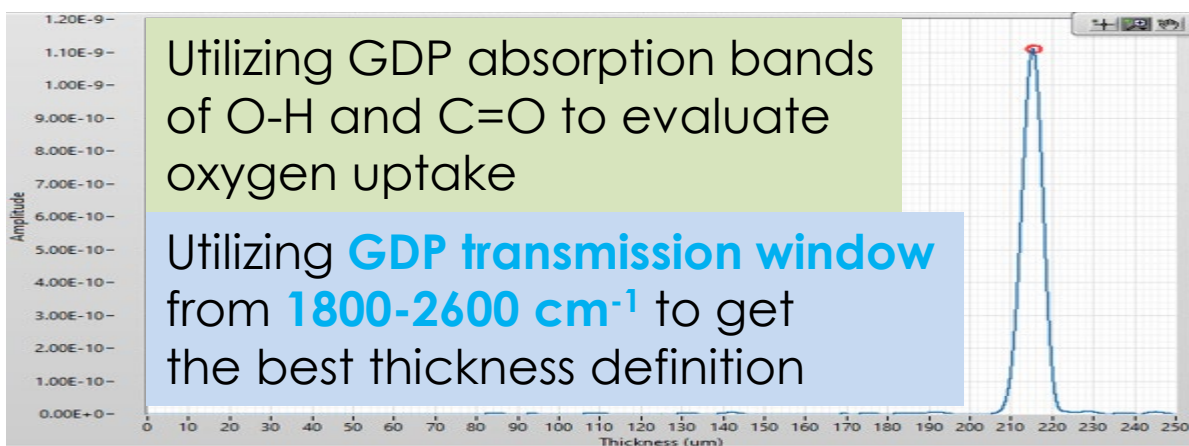 1.20E-9
1.10E-9
1.00E-9
9.00E-10
8.00E-10
7.00E-10
6.00E-10
5.00E-10
4.00E-10
3.00E-10
2.00E-10
1.00E-10
0.00E+0
Amplitude
Utilizing GDP absorption bands
of O-H and C=O to evaluate
oxygen uptake
Utilizing GDP transmission window
from 1800-2600 cm⁻¹ to get
the best thickness definition
0 10 20 30 40 50 60 70 80 90 100 110 120 130 140 150 160 170 180 190 200 210 220 230 240 250
Thickness (um)